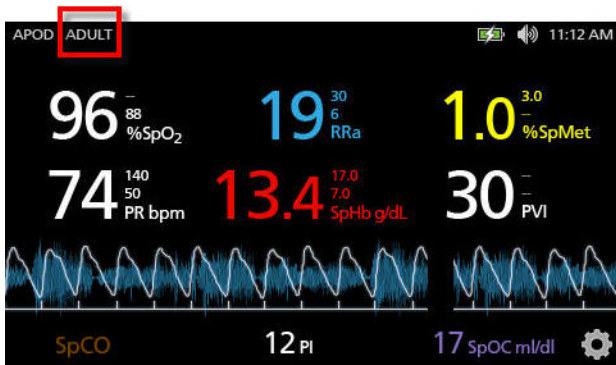 APOD ADULT 11:12 AM
96 – 88 %SpO2
19 30 6 RRa
1.0 3.0 – %SpMet
74 140 50 PR bpm
13.4 17.0 7.0 SpHb g/dL
30 – – PVI
SpCO 12 PI 17 SpOC ml/dl